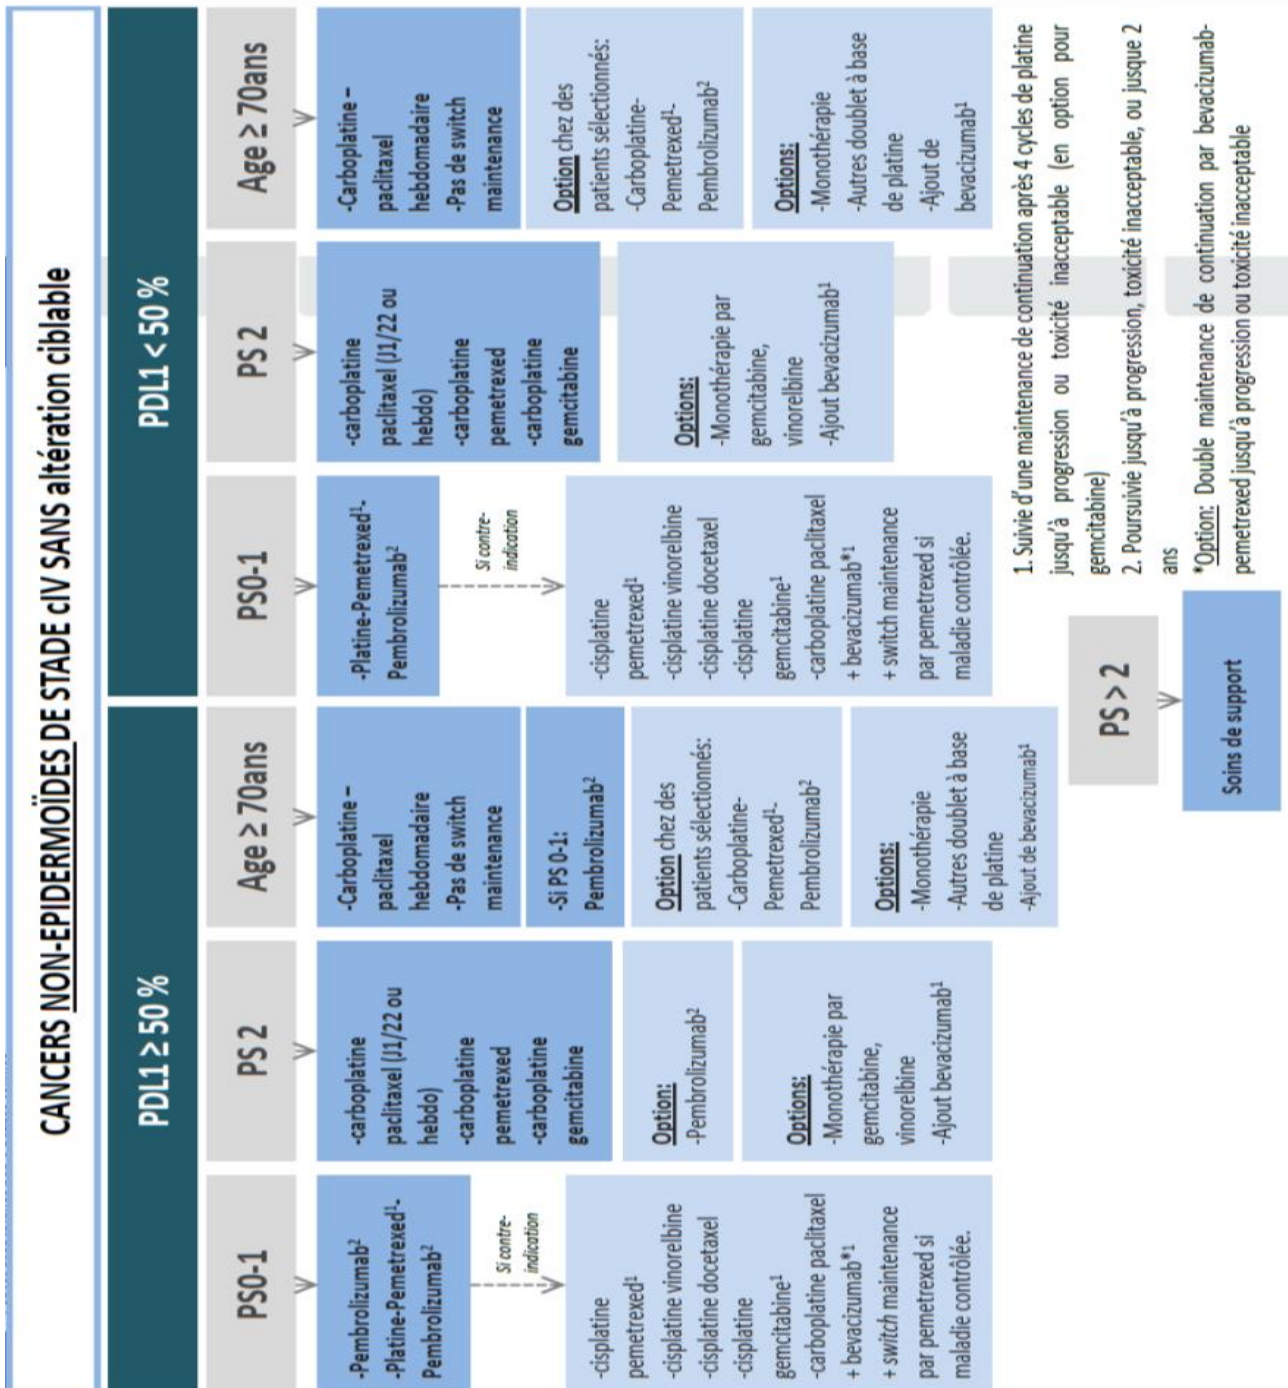 CANCERS NON-EPIDERMOÏDES DE STADE cIV SANS altération ciblable
PDL1 ≥ 50 %
PS0-1
-Pembrolizumab²
-Platine-Pemetrexed¹-
Pembrolizumab²
Si contre-
indication
-cisplatine
pemetrexed¹
-cisplatine vinorelbine
-cisplatine docetaxel
-cisplatine
gemcitabine¹
-carboplatine paclitaxel
+ bevacizumab*¹
+ switch maintenance
par pemetrexed si
maladie contrôlée.
PS 2
-carboplatine
paclitaxel (J1/22 ou
hebdo)
-carboplatine
pemetrexed
-carboplatine
gemcitabine
Option:
-Pembrolizumab²
Options:
-Monothérapie par
gemcitabine,
vinorelbine
-Ajout bevacizumab¹
Age ≥ 70ans
-Carboplatine –
paclitaxel
hebdomadaire
-Pas de switch
maintenance
-Si PS 0-1:
Pembrolizumab²
Option chez des
patients sélectionnés:
-Carboplatine-
Pemetrexed¹-
Pembrolizumab²
Options:
-Monothérapie
-Autres doublet à base
de platine
-Ajout de bevacizumab¹
PDL1 < 50 %
PS0-1
-Platine-Pemetrexed¹-
Pembrolizumab²
Si contre-
indication
-cisplatine
pemetrexed¹
-cisplatine vinorelbine
-cisplatine docetaxel
-cisplatine
gemcitabine¹
-carboplatine paclitaxel
+ bevacizumab*¹
+ switch maintenance
par pemetrexed si
maladie contrôlée.
PS 2
-carboplatine
paclitaxel (J1/22 ou
hebdo)
-carboplatine
pemetrexed
-carboplatine
gemcitabine
Options:
-Monothérapie par
gemcitabine,
vinorelbine
-Ajout bevacizumab¹
Age ≥ 70ans
-Carboplatine –
paclitaxel
hebdomadaire
-Pas de switch
maintenance
Option chez des
patients sélectionnés:
-Carboplatine-
Pemetrexed¹-
Pembrolizumab²
Options:
-Monothérapie
-Autres doublet à base
de platine
-Ajout de
bevacizumab¹
PS > 2
Soins de support
1. Suivie d'une maintenance de continuation après 4 cycles de platine
jusqu'à progression ou toxicité inacceptable (en option pour
gemcitabine)
2. Poursuivie jusqu'à progression, toxicité inacceptable, ou jusque 2
ans
*Option: Double maintenance de continuation par bevacizumab-
pemetrexed jusqu'à progression ou toxicité inacceptable